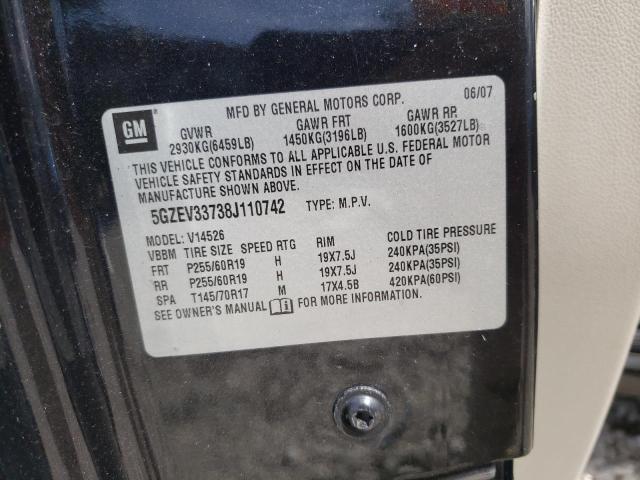 GM
MFD BY GENERAL MOTORS CORP. 06/07
GVWR GAWR FRT GAWR RR
2930KG(6459LB) 1450KG(3196LB) 1600KG(3527LB)
THIS VEHICLE CONFORMS TO ALL APPLICABLE U.S. FEDERAL MOTOR
VEHICLE SAFETY STANDARDS IN EFFECT ON THE DATE OF
MANUFACTURE SHOWN ABOVE.
5GZEV33738J110742 TYPE: M.P.V.
MODEL: V14526
VBBM TIRE SIZE SPEED RTG RIM COLD TIRE PRESSURE
FRT P255/60R19 H 19X7.5J 240KPA(35PSI)
RR P255/60R19 H 19X7.5J 240KPA(35PSI)
SPA T145/70R17 M 17X4.5B 420KPA(60PSI)
SEE OWNER'S MANUAL FOR MORE INFORMATION.